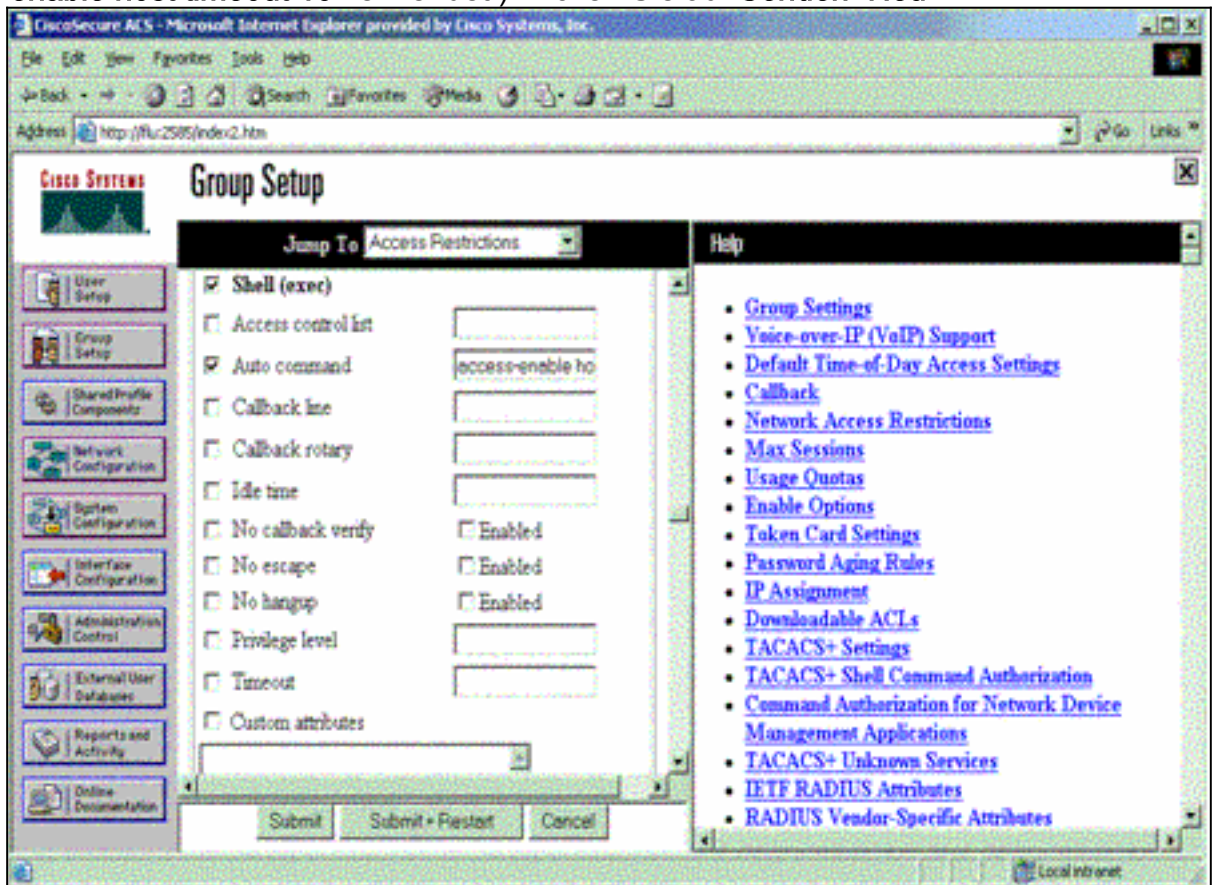 CiscoSecure ACS - Microsoft Internet Explorer provided by Cisco Systems, Inc.
File Edit View Favorites Tools Help
Back Search Favorites Media
Address http://flu:2585/index2.htm Go Links »
CISCO SYSTEMS
Group Setup
Jump To Access Restrictions
User Setup
Group Setup
Shared Profile Components
Network Configuration
System Configuration
Interface Configuration
Administration Control
External User Databases
Reports and Activity
Online Documentation
Shell (exec)
Access control list
Auto command access-enable ho
Callback line
Callback rotary
Idle time
No callback verify Enabled
No escape Enabled
No hangup Enabled
Privilege level
Timeout
Custom attributes
Submit Submit + Restart Cancel
Help
• Group Settings
• Voice-over-IP (VoIP) Support
• Default Time-of-Day Access Settings
• Callback
• Network Access Restrictions
• Max Sessions
• Usage Quotas
• Enable Options
• Token Card Settings
• Password Aging Rules
• IP Assignment
• Downloadable ACLs
• TACACS+ Settings
• TACACS+ Shell Command Authorization
• Command Authorization for Network Device
Management Applications
• TACACS+ Unknown Services
• IETF RADIUS Attributes
• RADIUS Vendor-Specific Attributes
Local intranet